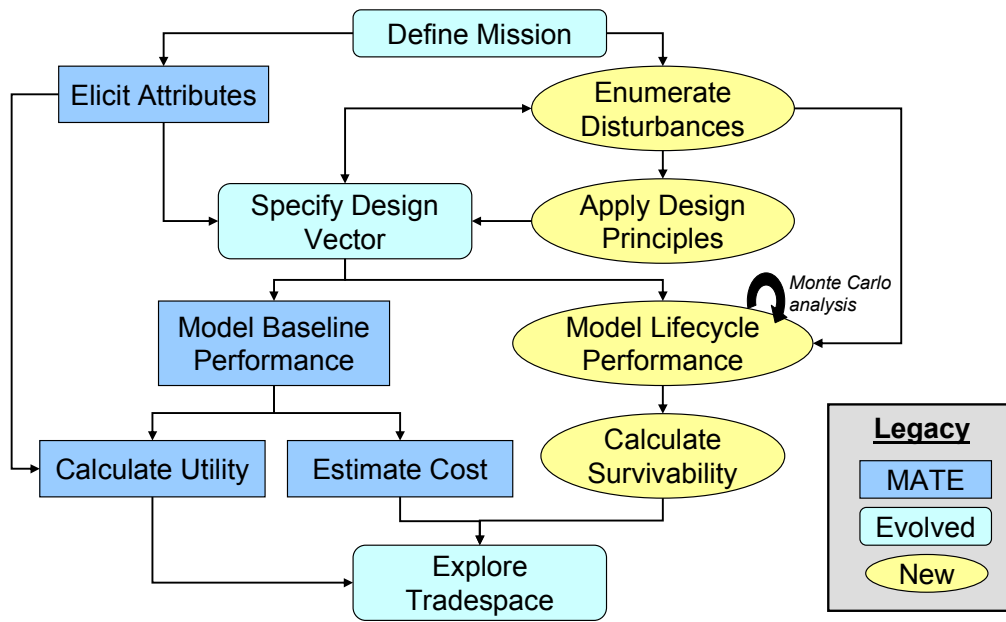 Define Mission
Elicit Attributes
Enumerate
Disturbances
Specify Design
Vector
Apply Design
Principles
Monte Carlo
analysis
Model Baseline
Performance
Model Lifecycle
Performance
Calculate Utility
Estimate Cost
Calculate
Survivability
Explore
Tradespace
Legacy
MATE
Evolved
New